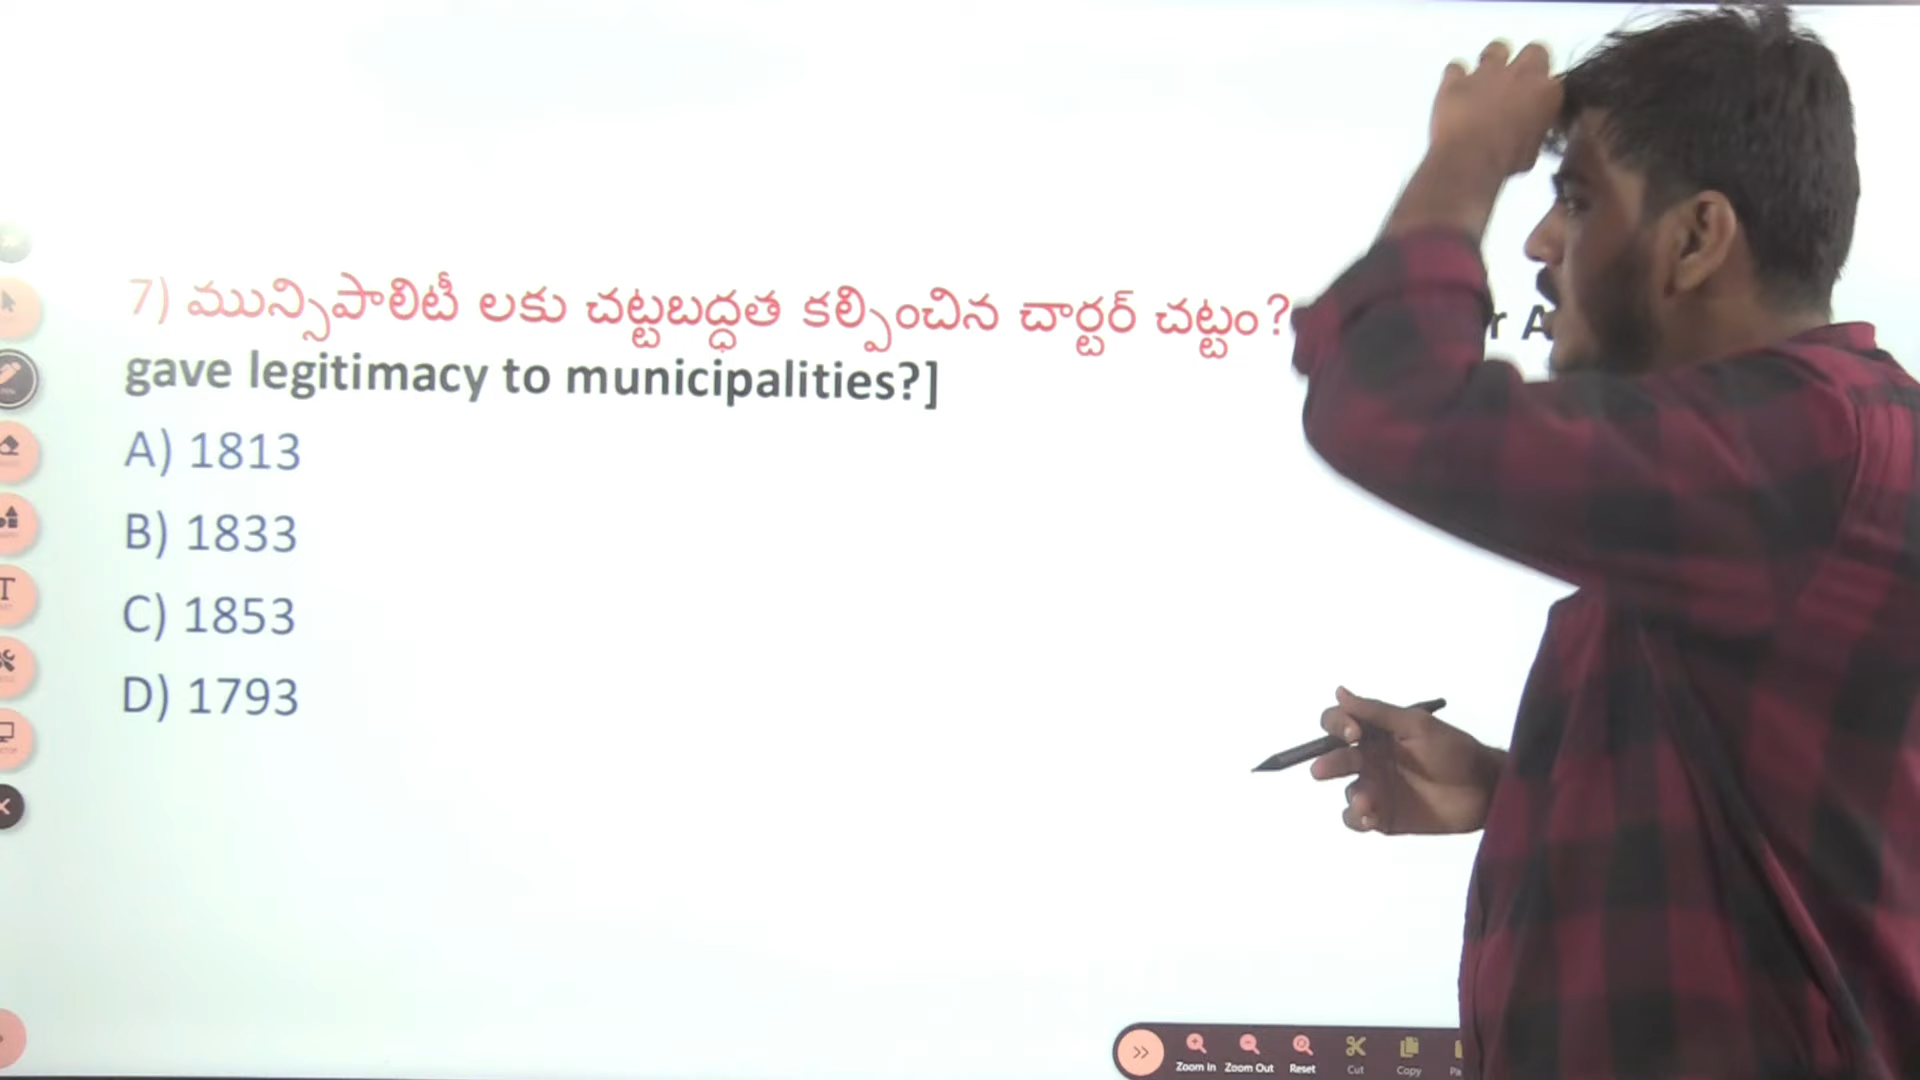 7) మున్సిపాలిటీ లకు చట్టబద్ధత కల్పించిన చార్టర్ చట్టం?
gave legitimacy to municipalities?]
A) 1813
B) 1833
C) 1853
D) 1793
Zoom In Zoom Out Reset Cut Copy